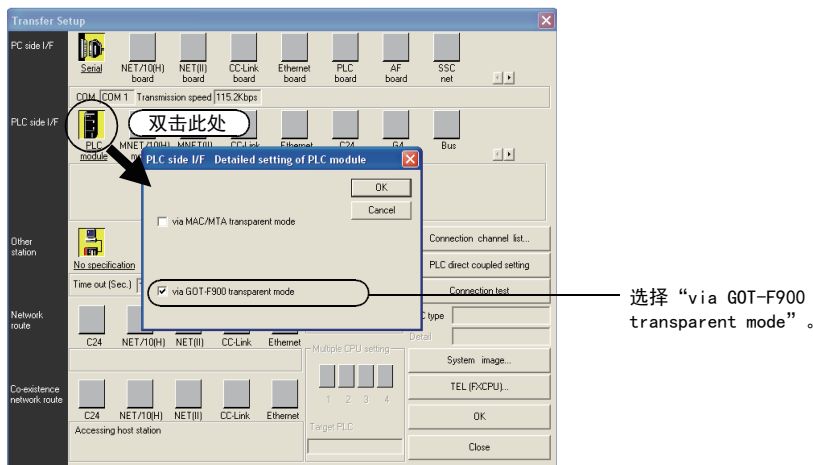 Transfer Setup
PC side I/F
Serial
NET/10(H) board
NET(II) board
CC-Link board
Ethernet board
PLC board
AF board
SSC net
COM COM 1 Transmission speed 115.2Kbps
PLC side I/F
双击此处
PLC module
MNET/10(H)
MNET(II)
CC-Link
Ethernet
C24
G4
Bus
PLC side I/F Detailed setting of PLC module
OK
Cancel
via MAC/MTA transparent mode
via GOT-F900 transparent mode
选择“via GOT-F900
transparent mode”。
Other station
No specification
Time out (Sec.)
Connection channel list...
PLC direct coupled setting
Connection test
type
Detail
System image...
TEL (FXCPU)...
OK
Close
Network route
C24
NET/10(H)
NET(II)
CC-Link
Ethernet
Multiple CPU setting
1 2 3 4
Target PLC
Co-existence network route
C24
NET/10(H)
NET(II)
CC-Link
Ethernet
Accessing host station